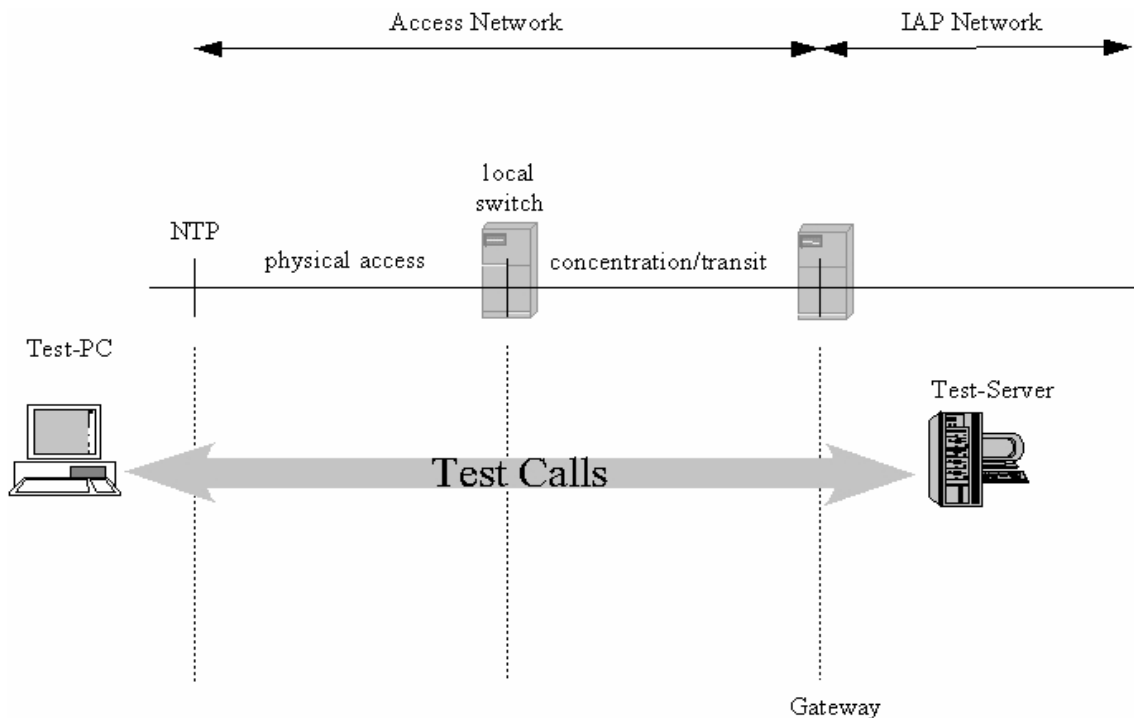 Access Network
IAP Network
local
switch
NTP
physical access
concentration/transit
Test-PC
Test-Server
Test Calls
Gateway